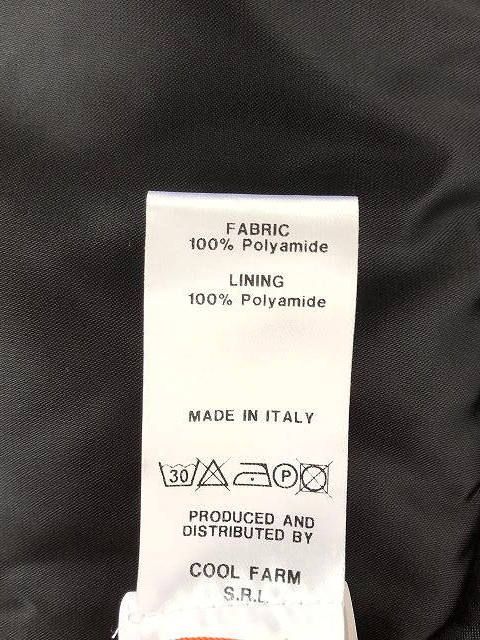 FABRIC
100% Polyamide
LINING
100% Polyamide
MADE IN ITALY
30 P
PRODUCED AND
DISTRIBUTED BY
COOL FARM
S.R.L.